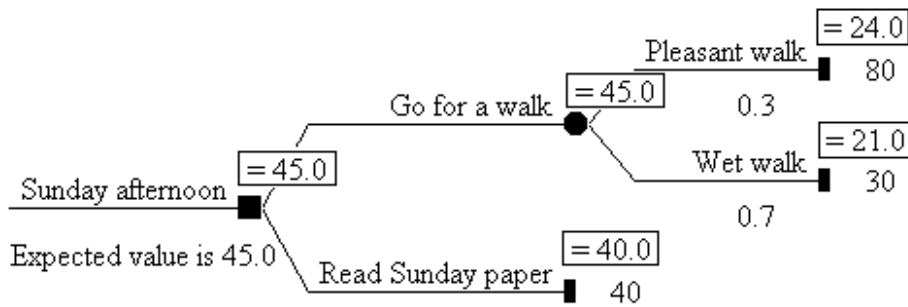 = 24.0
Pleasant walk
80
= 45.0
Go for a walk
0.3
= 21.0
Wet walk
30
= 45.0
Sunday afternoon
0.7
Expected value is 45.0
= 40.0
Read Sunday paper
40